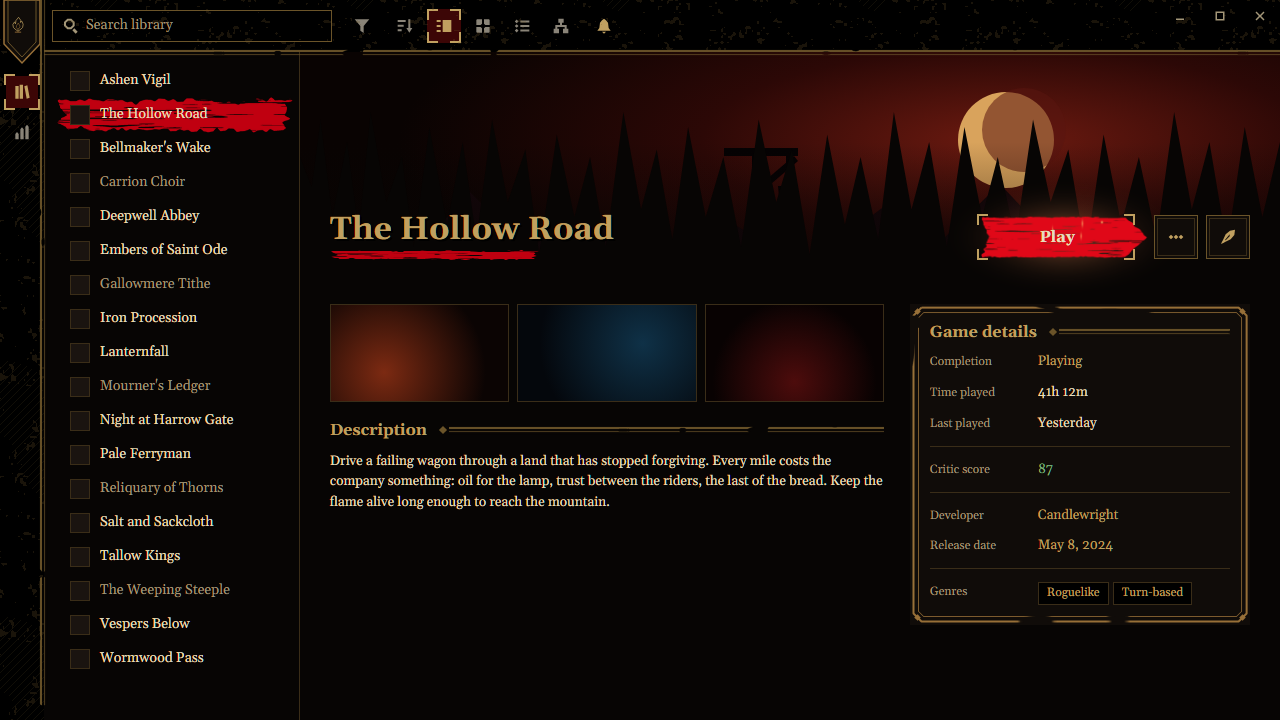 Search library
Ashen Vigil
The Hollow Road
Bellmaker's Wake
Carrion Choir
Deepwell Abbey
Embers of Saint Ode
Gallowmere Tithe
Iron Procession
Lanternfall
Mourner's Ledger
Night at Harrow Gate
Pale Ferryman
Reliquary of Thorns
Salt and Sackcloth
Tallow Kings
The Weeping Steeple
Vespers Below
Wormwood Pass
The Hollow Road
Play
Description
Drive a failing wagon through a land that has stopped forgiving. Every mile costs the
company something: oil for the lamp, trust between the riders, the last of the bread. Keep the
flame alive long enough to reach the mountain.
Game details
Completion Playing
Time played 41h 12m
Last played Yesterday
Critic score 87
Developer Candlewright
Release date May 8, 2024
Genres Roguelike Turn-based